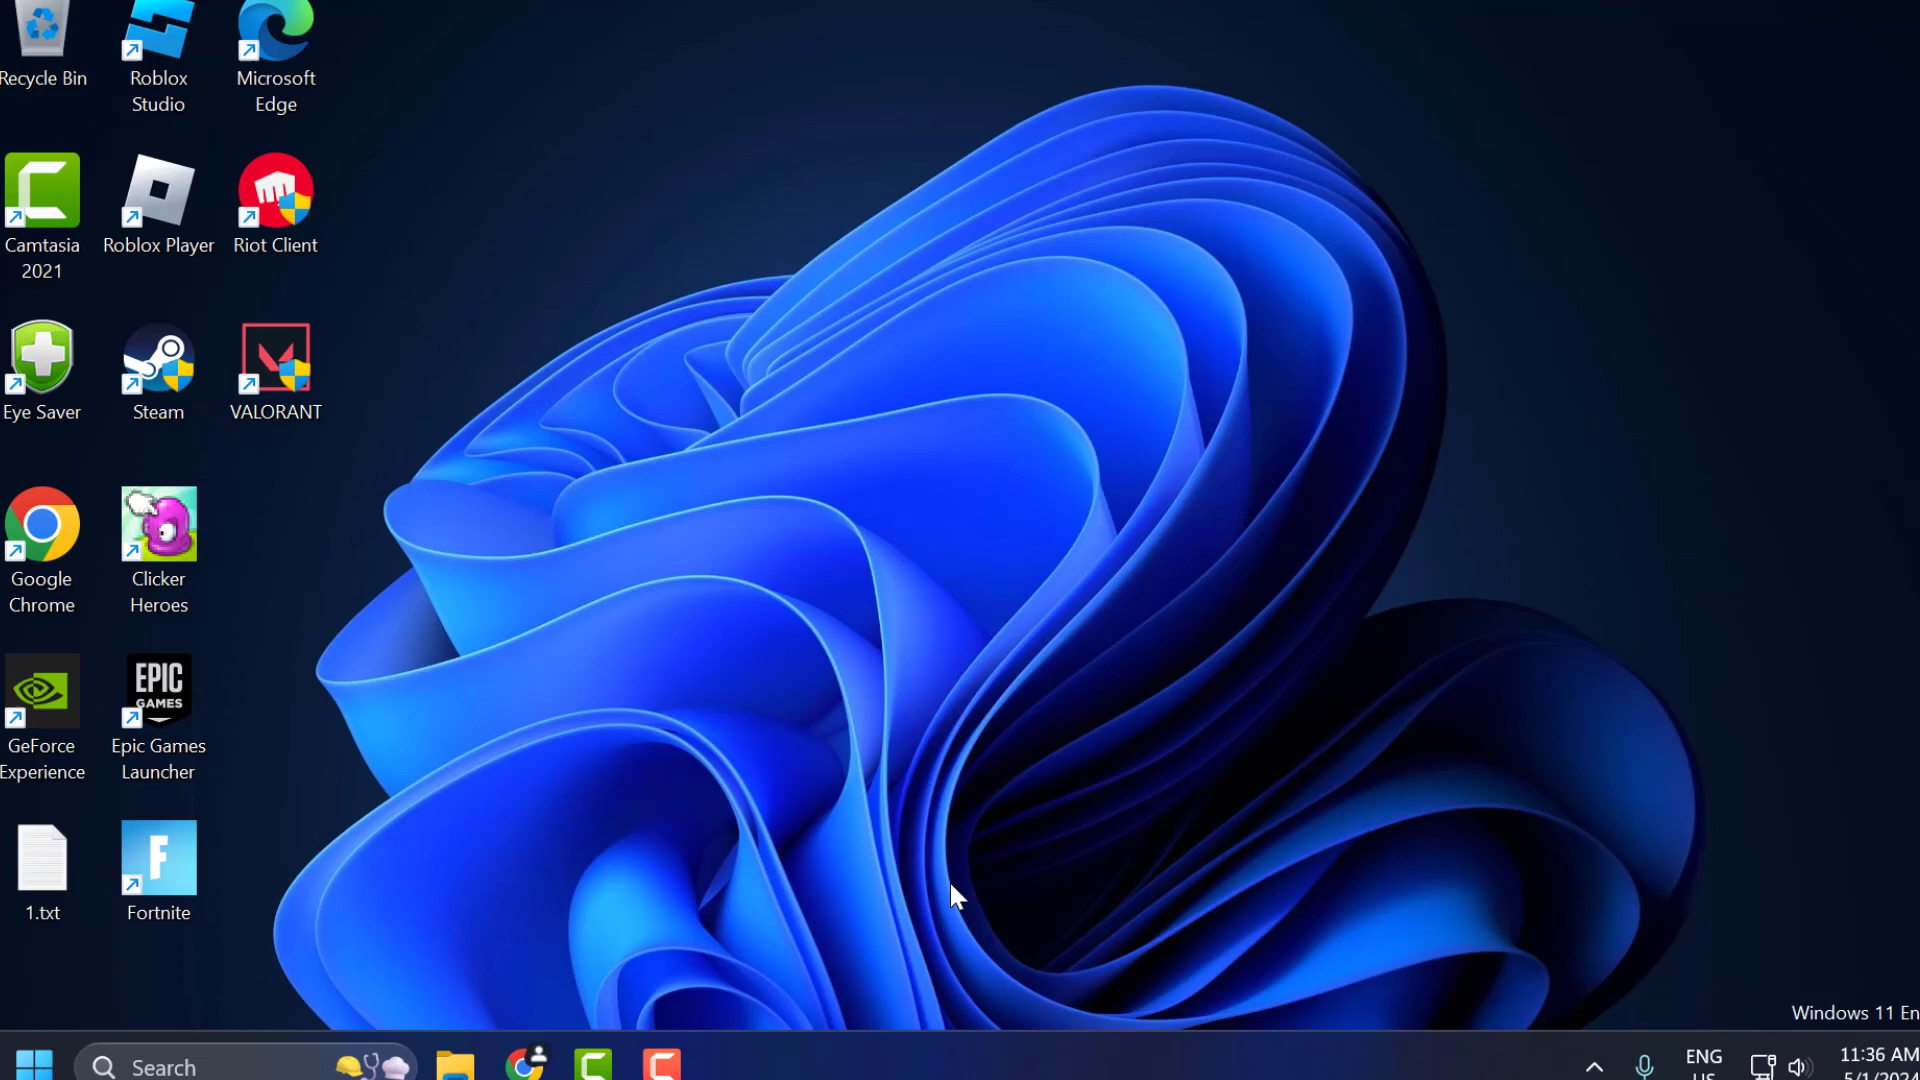 Recycle Bin
Roblox
Studio
Microsoft
Edge
Camtasia
2021
Roblox Player
Riot Client
Eye Saver
Steam
VALORANT
Google
Chrome
Clicker
Heroes
GeForce
Experience
EPIC
GAMES
Epic Games
Launcher
1.txt
F
Fortnite
Windows 11 En
Search
ENG
US
11:36 AM
5/1/2024